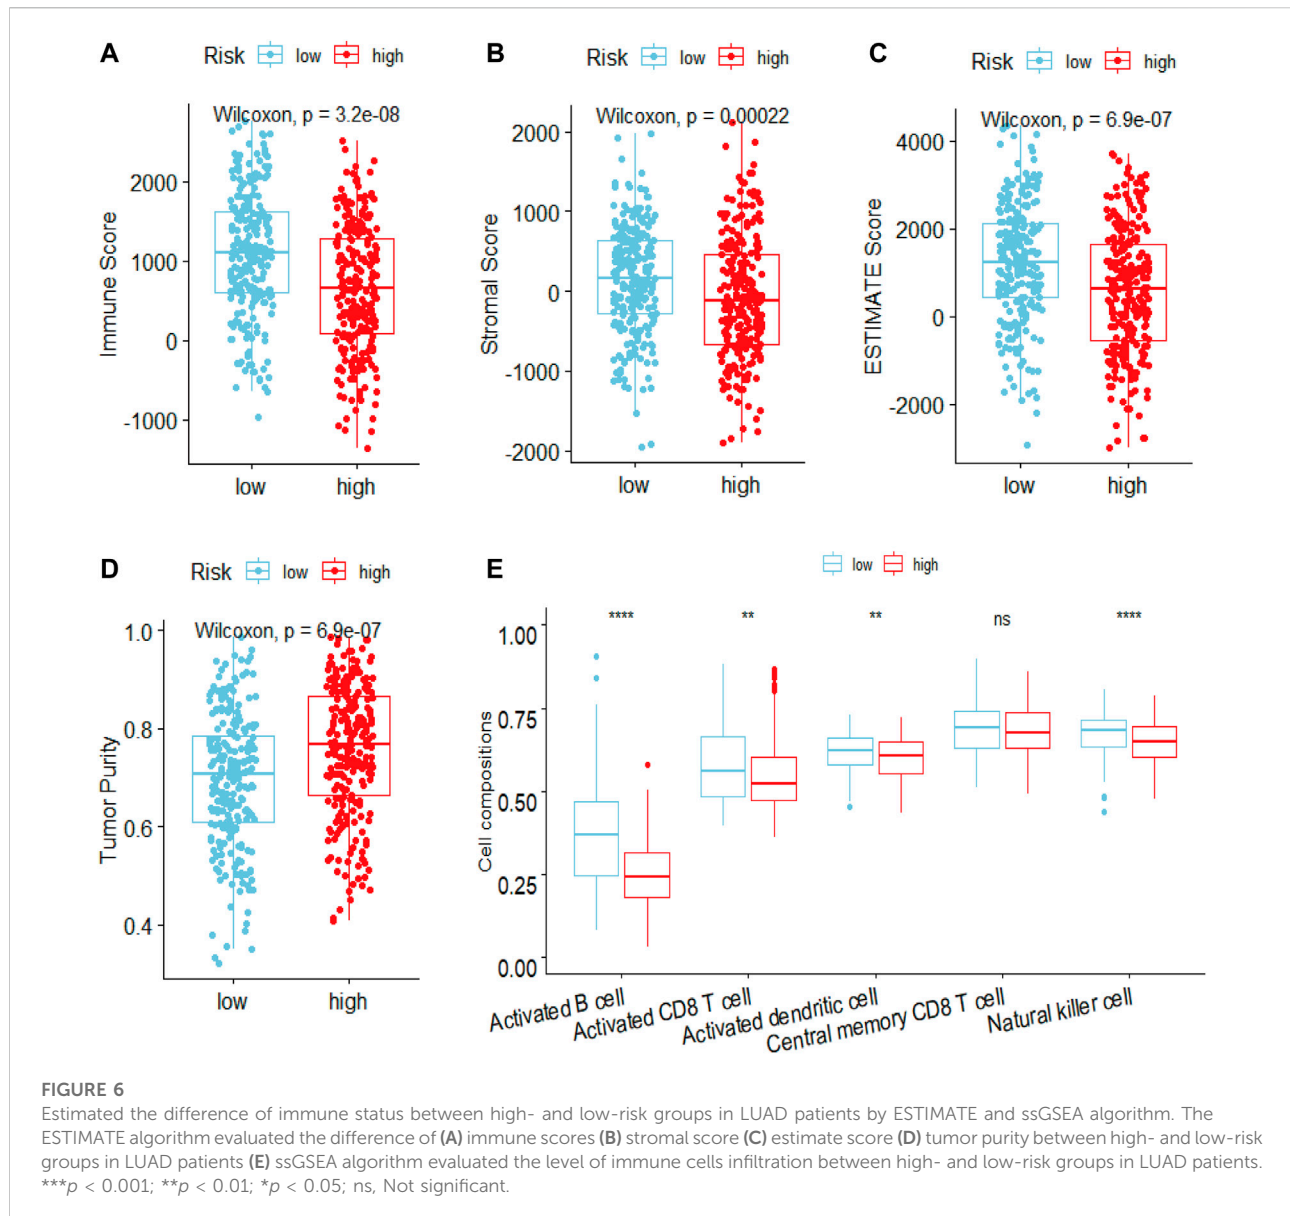 A
Risk low high
Wilcoxon, p = 3.2e-08
Immune Score
2000
1000
0
-1000
low high
B
Risk low high
Wilcoxon, p = 0.00022
Stromal Score
2000
1000
0
-1000
-2000
low high
C
Risk low high
Wilcoxon, p = 6.9e-07
ESTIMATE Score
4000
2000
0
-2000
low high
D
Risk low high
Wilcoxon, p = 6.9e-07
Tumor Purity
1.0
0.8
0.6
0.4
low high
E
low high
**** ** ** ns ****
Cell compositions
1.00
0.75
0.50
0.25
0.00
Activated B cell
Activated CD8 T cell
Activated dendritic cell
Central memory CD8 T cell
Natural killer cell
FIGURE 6
Estimated the difference of immune status between high- and low-risk groups in LUAD patients by ESTIMATE and ssGSEA algorithm. The
ESTIMATE algorithm evaluated the difference of (A) immune scores (B) stromal score (C) estimate score (D) tumor purity between high- and low-risk
groups in LUAD patients (E) ssGSEA algorithm evaluated the level of immune cells infiltration between high- and low-risk groups in LUAD patients.
***p < 0.001; **p < 0.01; *p < 0.05; ns, Not significant.